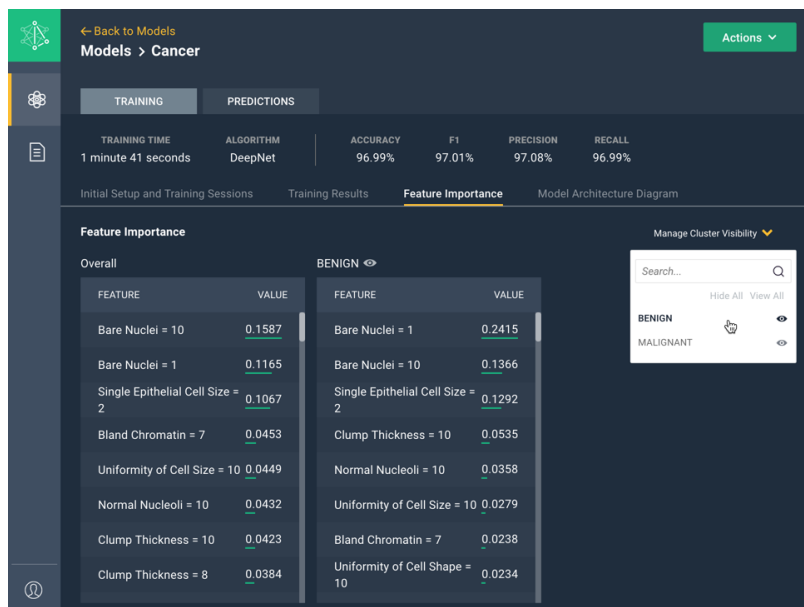 ← Back to Models
Models > Cancer
Actions
TRAINING
PREDICTIONS
TRAINING TIME
1 minute 41 seconds
ALGORITHM
DeepNet
ACCURACY
96.99%
F1
97.01%
PRECISION
97.08%
RECALL
96.99%
Initial Setup and Training Sessions
Training Results
Feature Importance
Model Architecture Diagram
Feature Importance
Manage Cluster Visibility
Search...
Hide All View All
BENIGN
MALIGNANT
Overall
FEATURE VALUE
Bare Nuclei = 10 0.1587
Bare Nuclei = 1 0.1165
Single Epithelial Cell Size =
2 0.1067
Bland Chromatin = 7 0.0453
Uniformity of Cell Size = 10 0.0449
Normal Nucleoli = 10 0.0432
Clump Thickness = 10 0.0423
Clump Thickness = 8 0.0384
BENIGN
FEATURE VALUE
Bare Nuclei = 1 0.2415
Bare Nuclei = 10 0.1366
Single Epithelial Cell Size =
2 0.1292
Clump Thickness = 10 0.0535
Normal Nucleoli = 10 0.0358
Uniformity of Cell Size = 10 0.0279
Bland Chromatin = 7 0.0238
Uniformity of Cell Shape =
10 0.0234